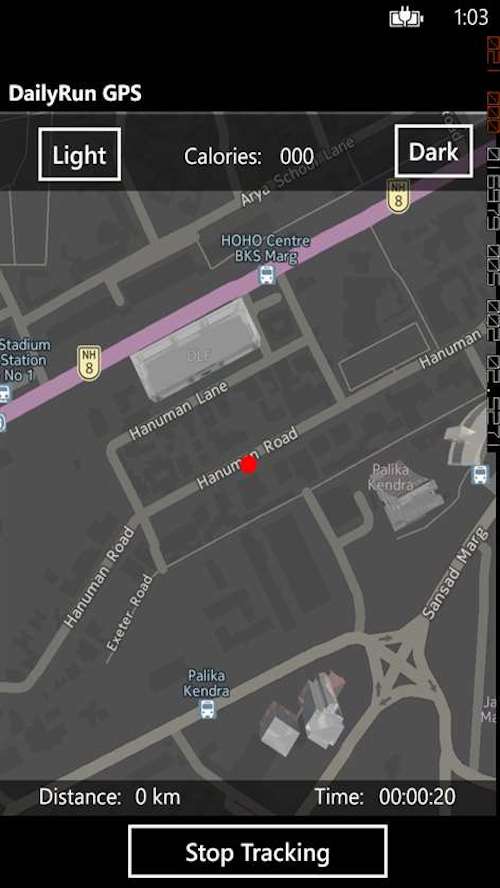 1:03
DailyRun GPS
Light
Calories: 000
Dark
Arya School Lane
NH
8
HOHO Centre
BKS Marg
Stadium
Station
No 1
NH
8
DLF
Hanuman
Hanuman Lane
Hanuman Road
Palika
Kendra
Hanuman Road
Exeter Road
Sansad Marg
Palika
Kendra
Distance: 0 km
Time: 00:00:20
Stop Tracking